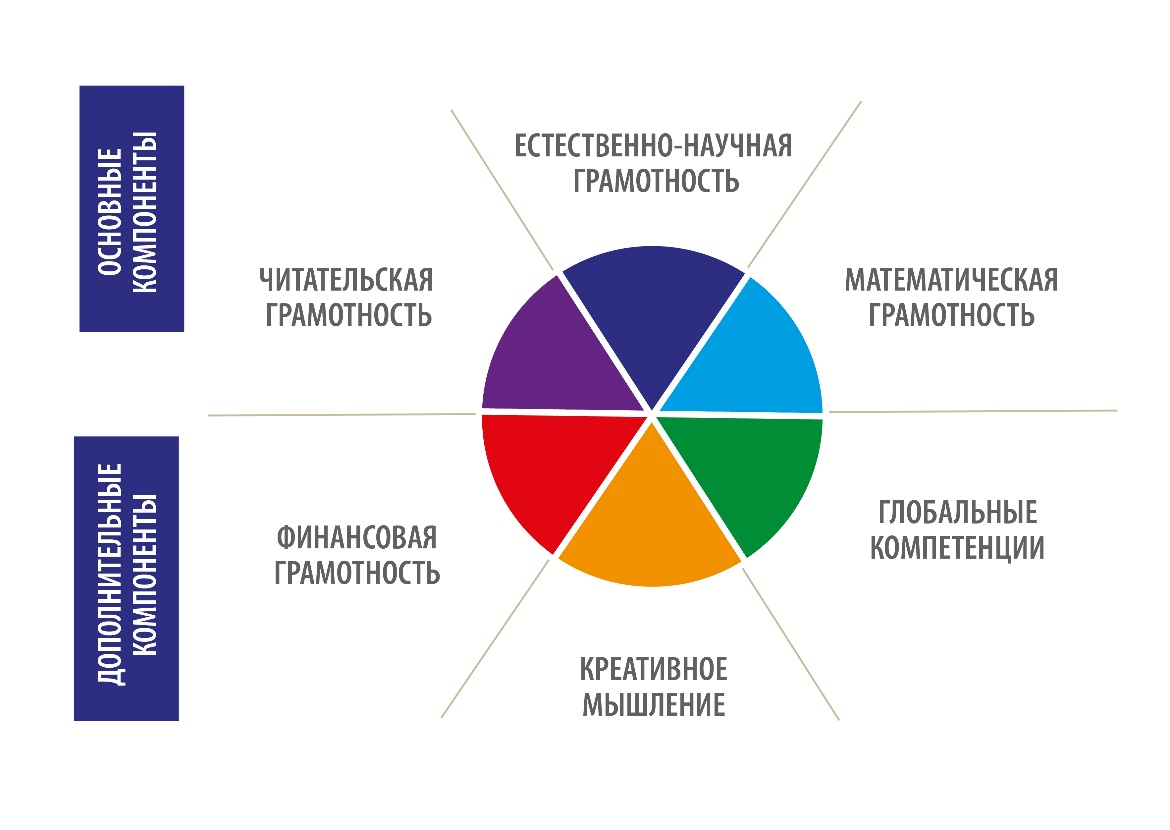 ОСНОВНЫЕ
КОМПОНЕНТЫ
ЕСТЕСТВЕННО-НАУЧНАЯ
ГРАМОТНОСТЬ
ЧИТАТЕЛЬСКАЯ
ГРАМОТНОСТЬ
МАТЕМАТИЧЕСКАЯ
ГРАМОТНОСТЬ
ДОПОЛНИТЕЛЬНЫЕ
КОМПОНЕНТЫ
ФИНАНСОВАЯ
ГРАМОТНОСТЬ
ГЛОБАЛЬНЫЕ
КОМПЕТЕНЦИИ
КРЕАТИВНОЕ
МЫШЛЕНИЕ